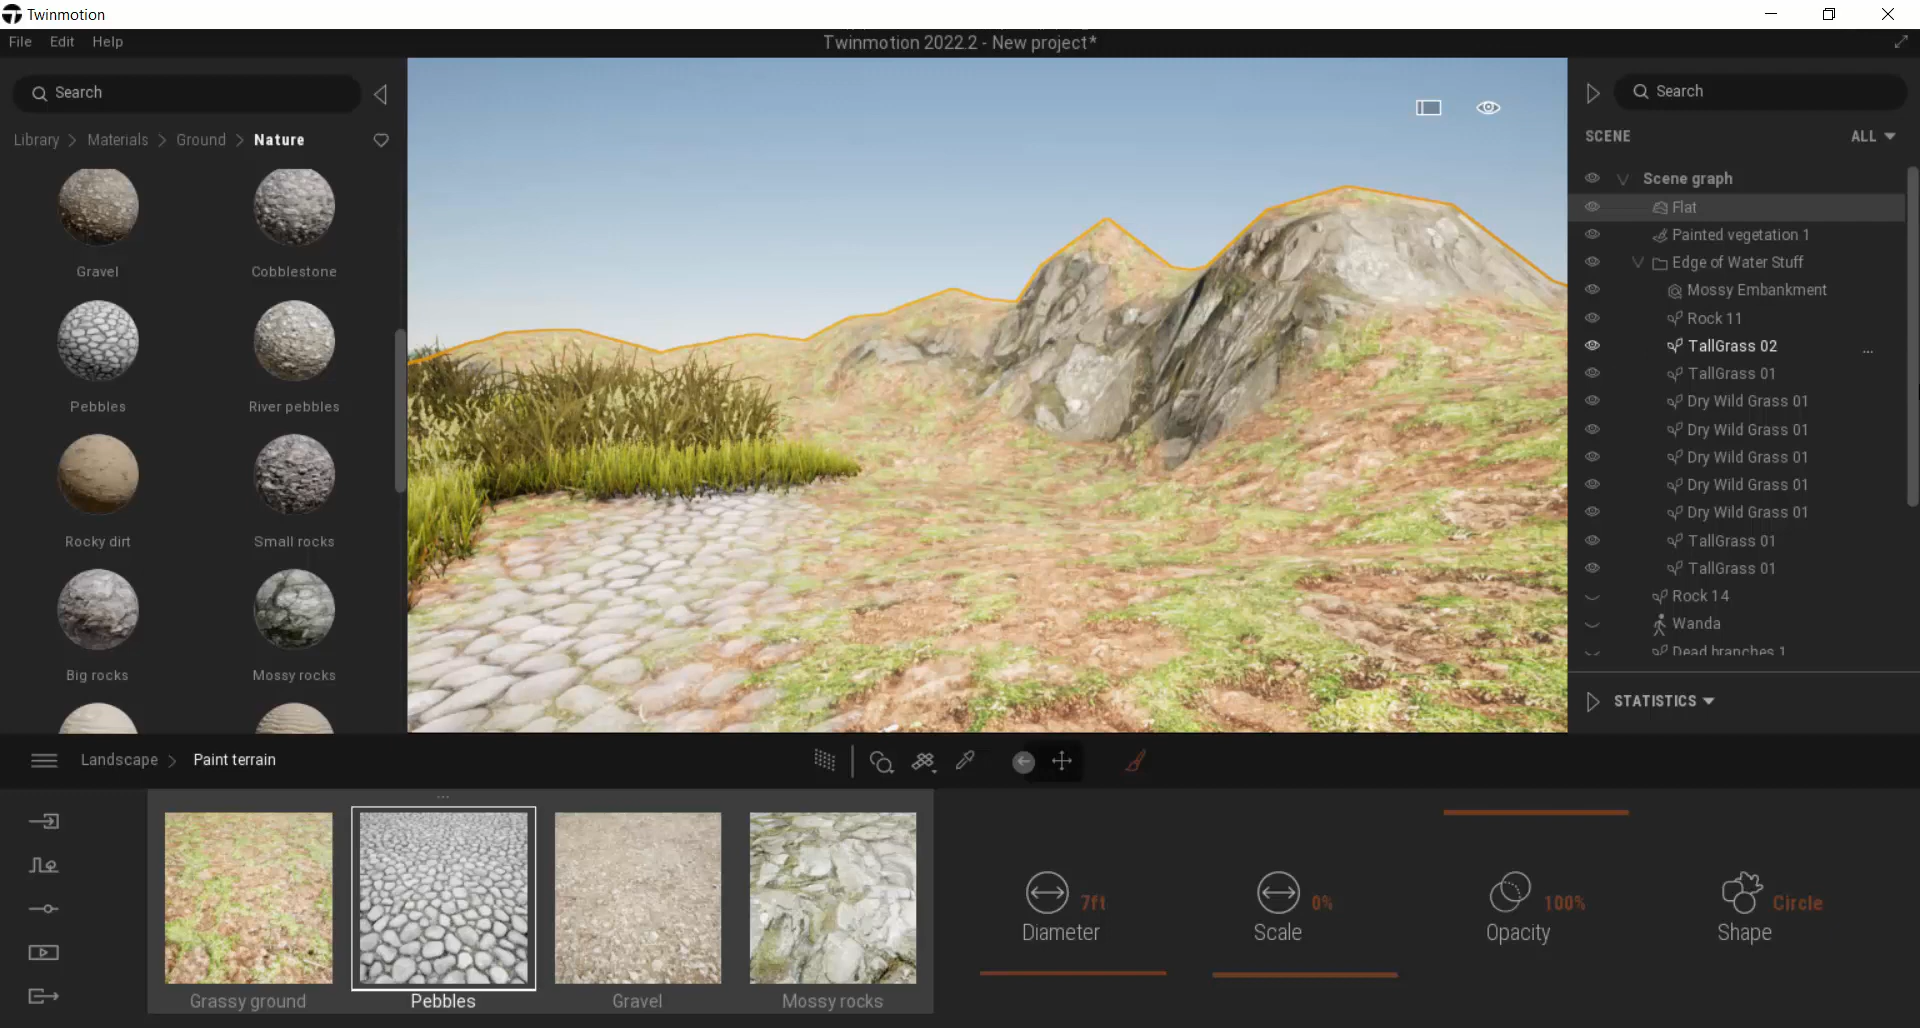 Twinmotion
File Edit Help
Twinmotion 2022.2 - New project*
Search
Library > Materials > Ground > Nature
Gravel
Cobblestone
Pebbles
River pebbles
Rocky dirt
Small rocks
Big rocks
Mossy rocks
Search
SCENE
ALL
Scene graph
Flat
Painted vegetation 1
Edge of Water Stuff
Mossy Embankment
Rock 11
TallGrass 02
...
TallGrass 01
Dry Wild Grass 01
Dry Wild Grass 01
Dry Wild Grass 01
Dry Wild Grass 01
Dry Wild Grass 01
TallGrass 01
TallGrass 01
Rock 14
Wanda
Dead branches 1
STATISTICS
Landscape > Paint terrain
Grassy ground
Pebbles
Gravel
Mossy rocks
7ft
Diameter
0%
Scale
100%
Opacity
Circle
Shape